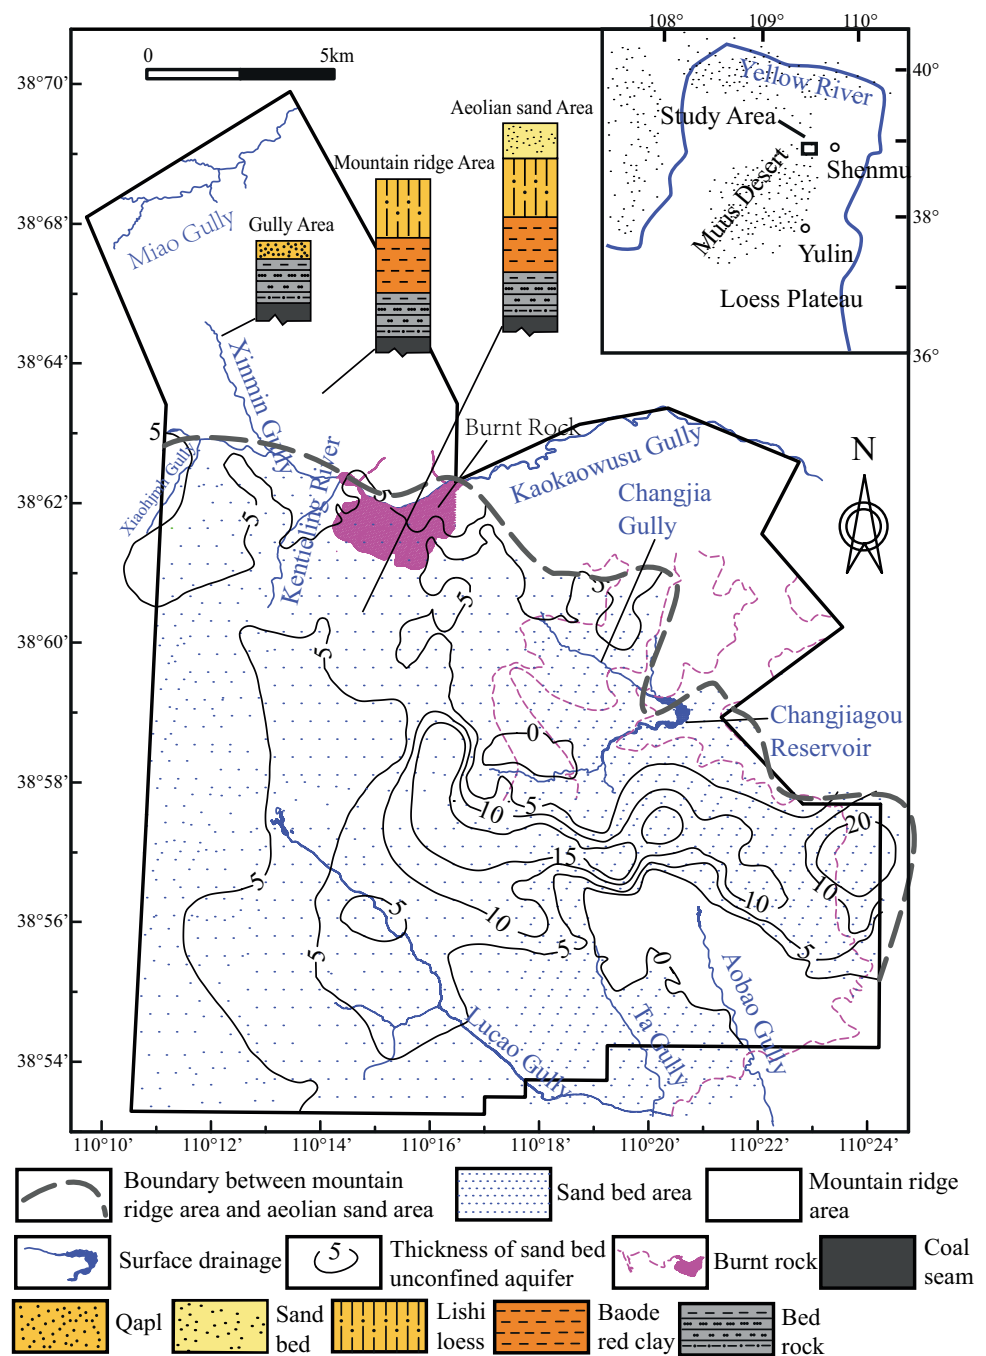 0 5km
108° 109° 110°
40°
38°
36°
Yellow River
Study Area
Shenmu
Muus Desert
Yulin
Loess Plateau
38°70'
38°68'
38°64'
38°62'
38°60'
38°58'
38°56'
38°54'
Aeolian sand Area
Mountain ridge Area
Gully Area
Miao Gully
Xinmin Gully
Burnt Rock
Kaokaowusu Gully
Xiaohijmh Gully
Kentieling River
Changjia
Gully
N
Changjiagou
Reservoir
5
5
5
5
5
5
0
10
5
20
15
10
10
10
5
5
5
5
5
0
Lucao Gully
Ta Gully
Aobao Gully
110°10' 110°12' 110°14' 110°16' 110°18' 110°20' 110°22' 110°24'
Boundary between mountain
ridge area and aeolian sand area
Sand bed area
Mountain ridge
area
Surface drainage
5
Thickness of sand bed
unconfined aquifer
Burnt rock
Coal
seam
Qapl
Sand
bed
Lishi
loess
Baode
red clay
Bed
rock